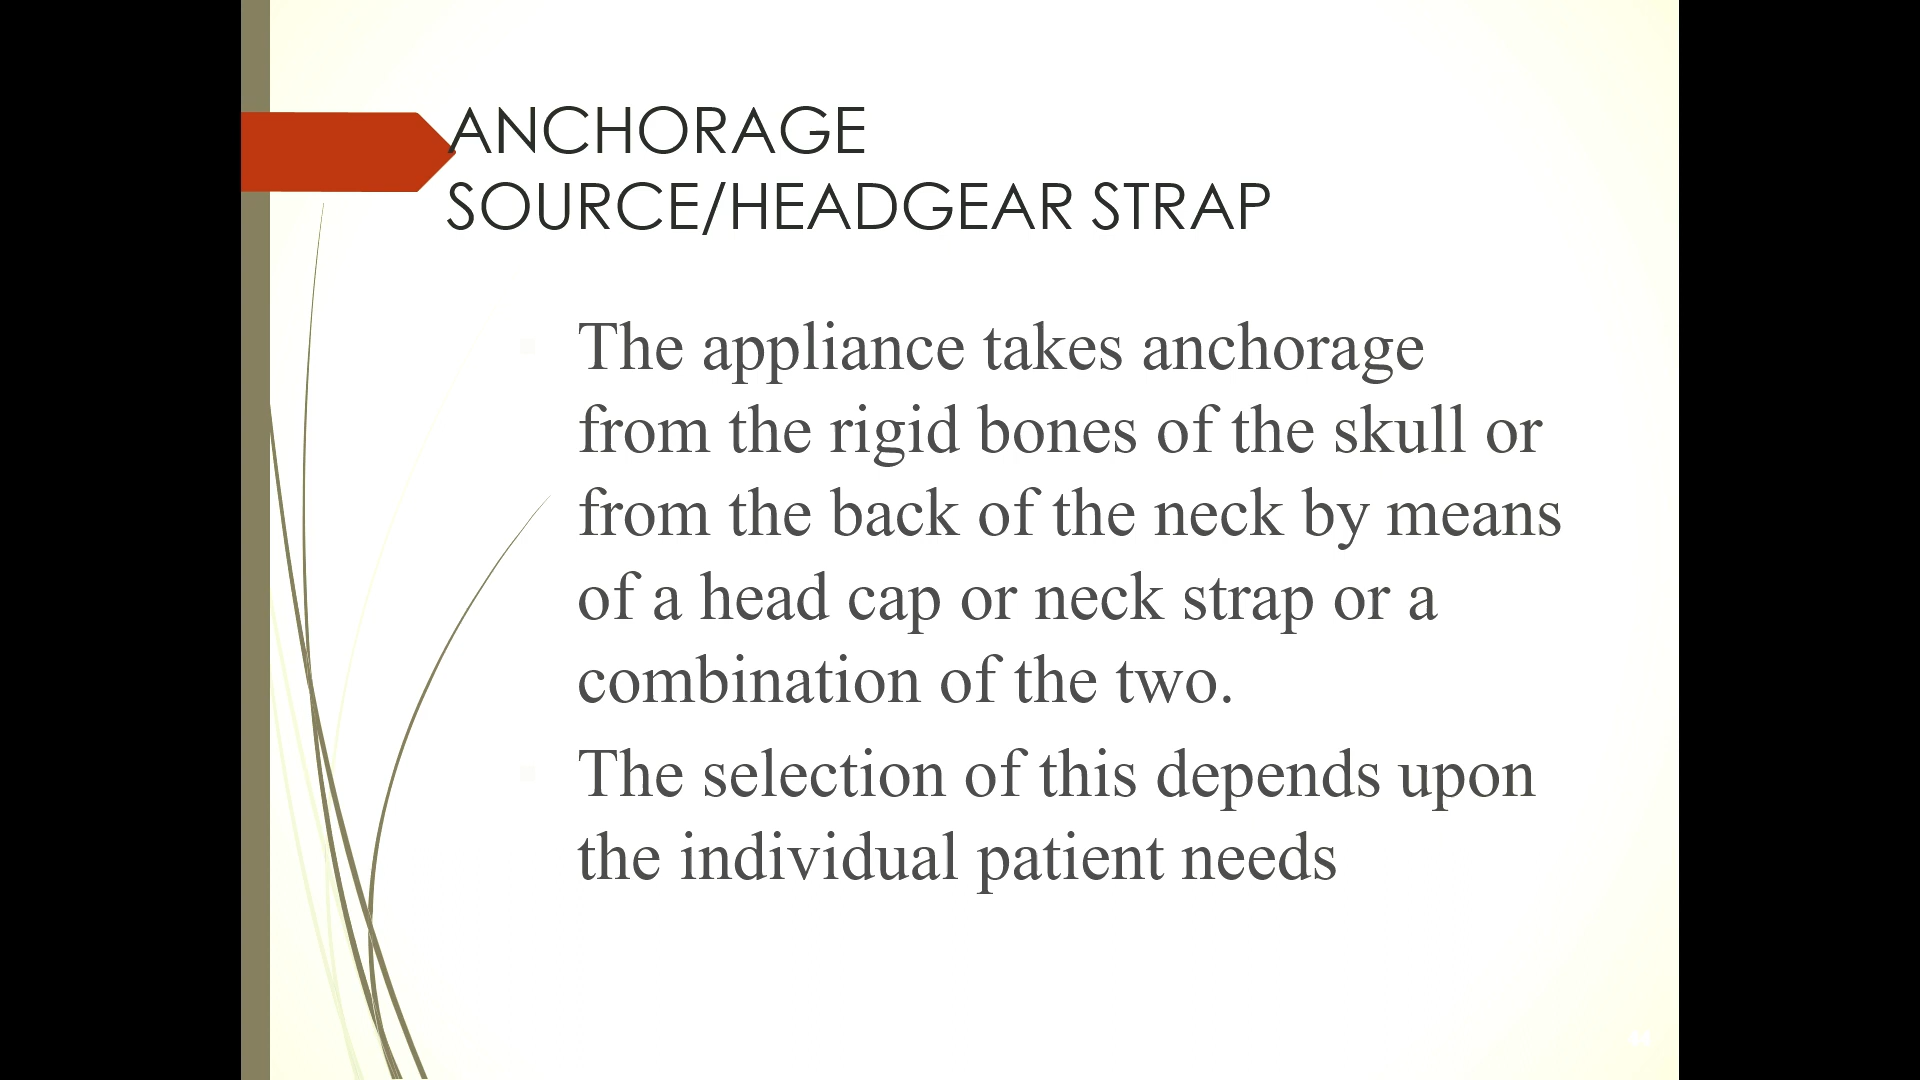 ANCHORAGE
SOURCE/HEADGEAR STRAP
The appliance takes anchorage
from the rigid bones of the skull or
from the back of the neck by means
of a head cap or neck strap or a
combination of the two.
The selection of this depends upon
the individual patient needs